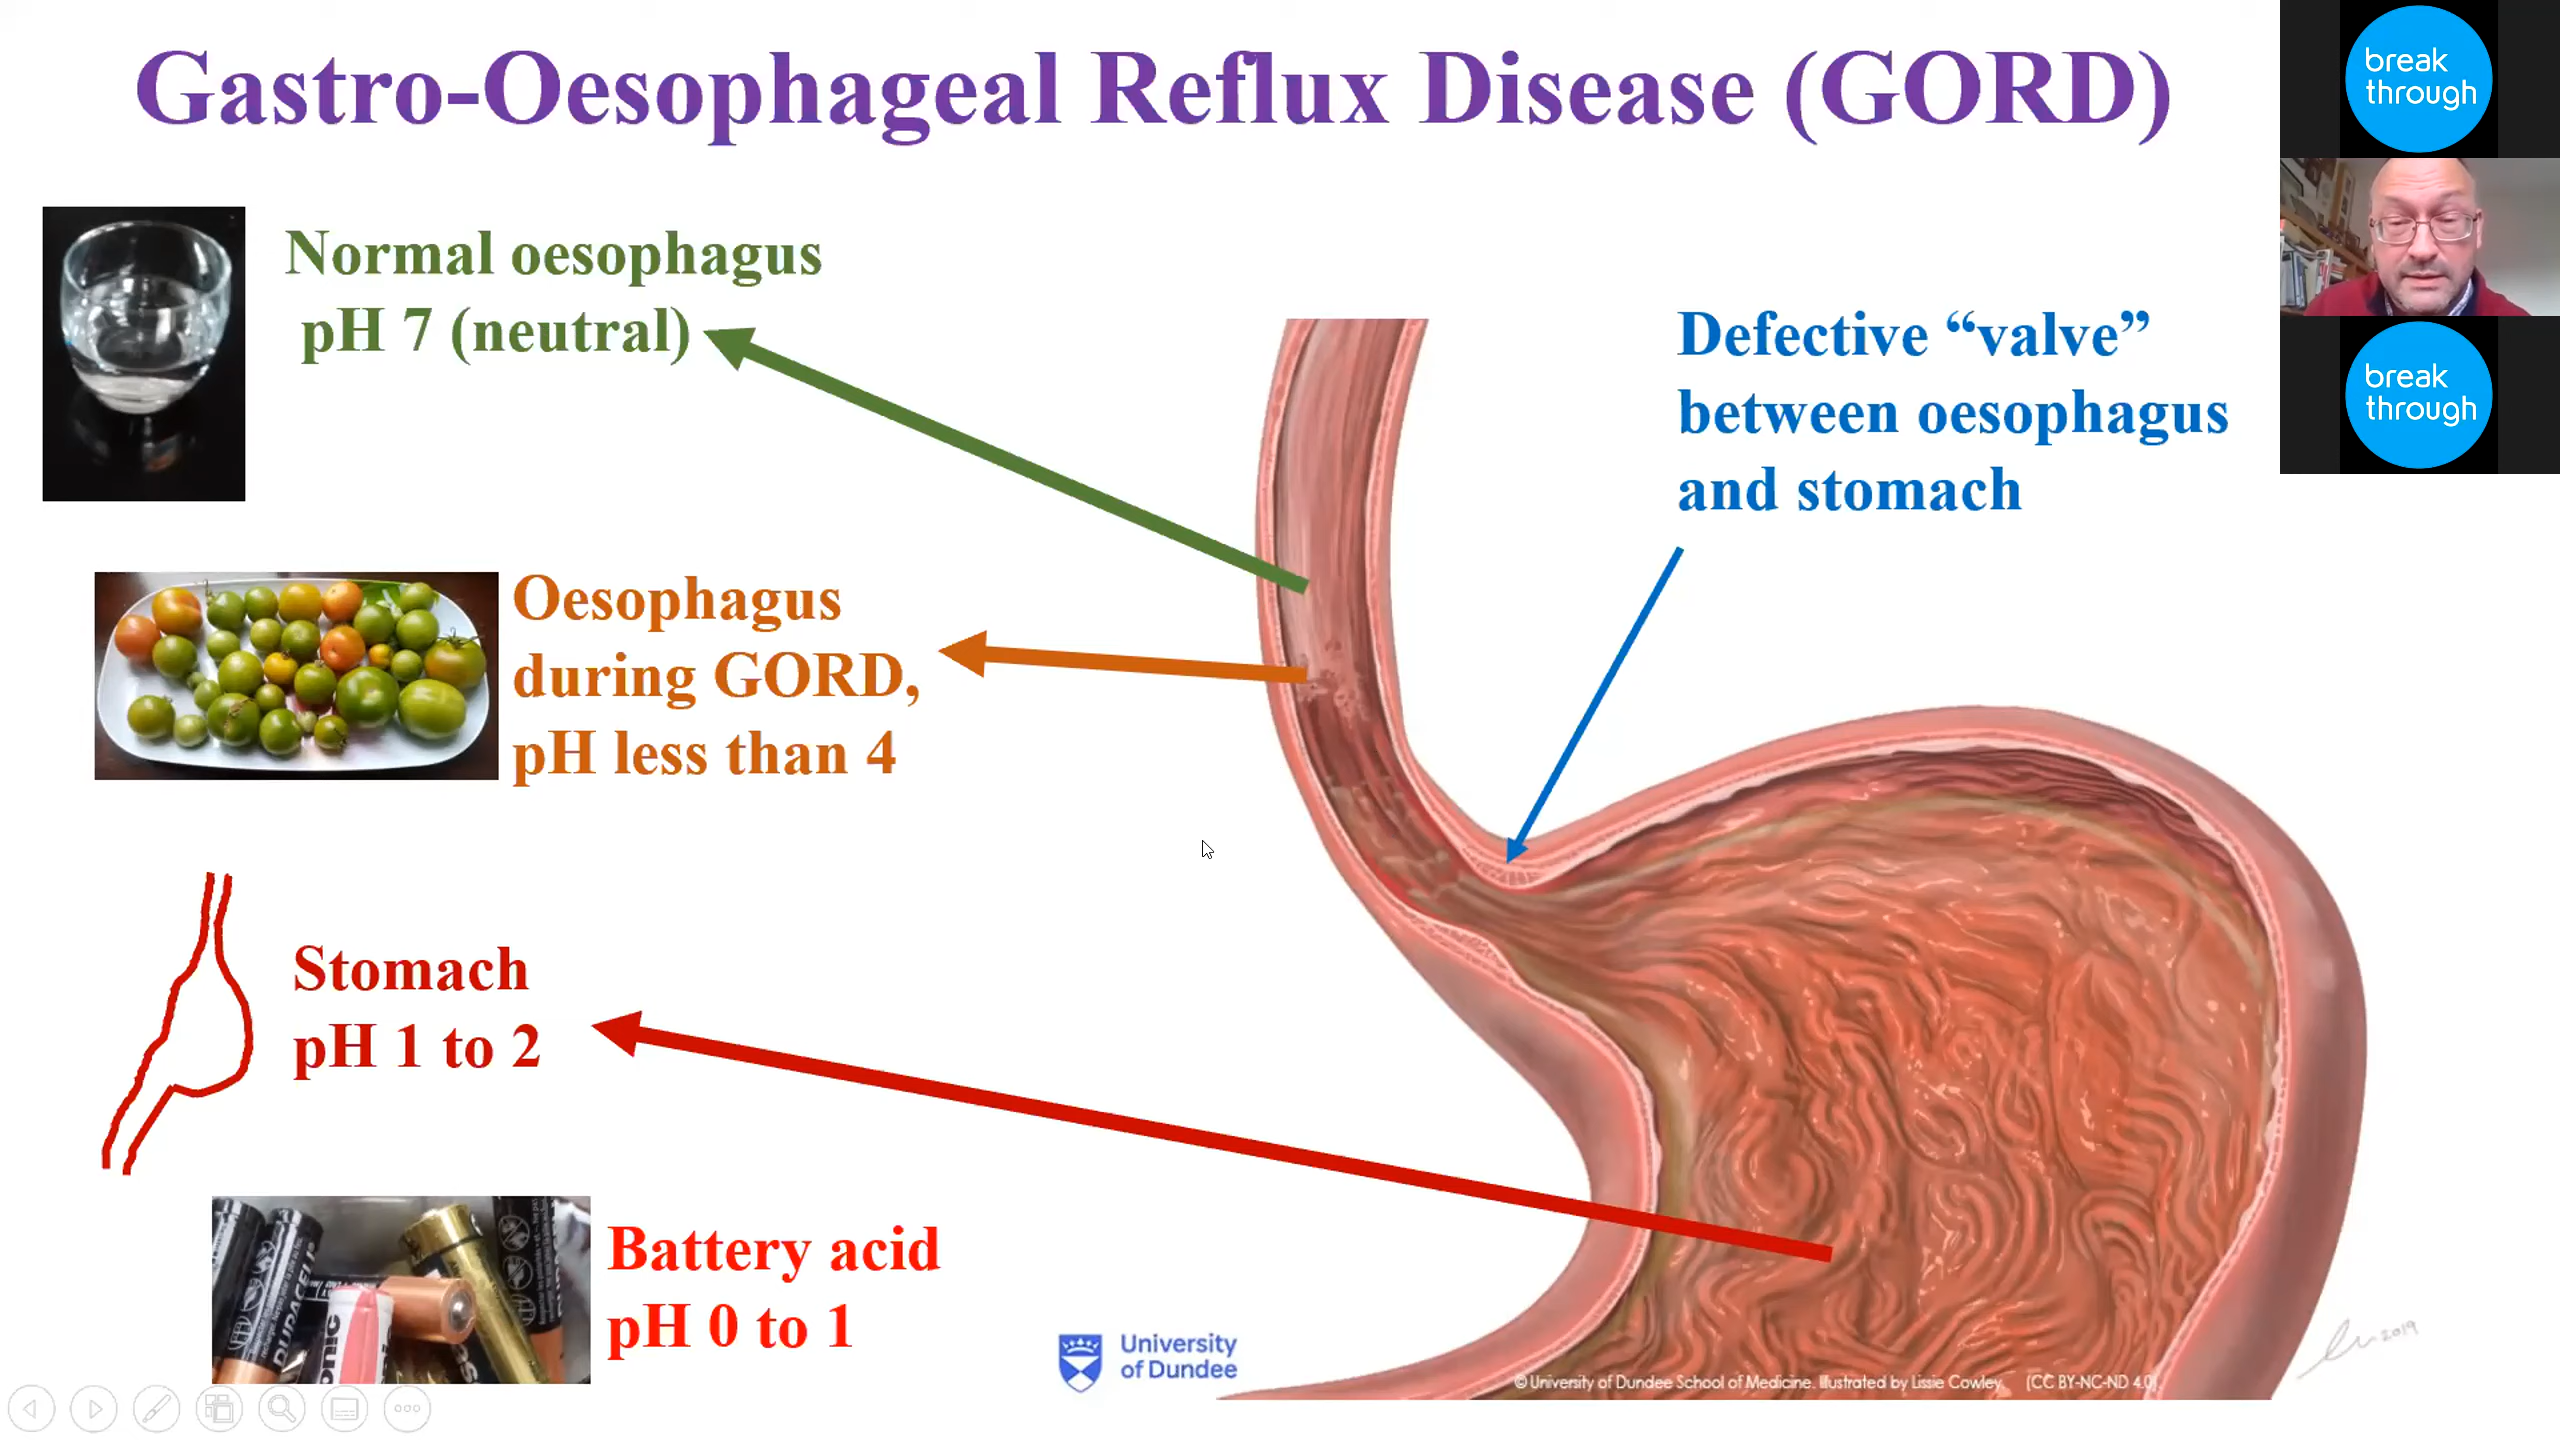 Gastro-Oesophageal Reflux Disease (GORD)
break
through
break
through
Normal oesophagus
pH 7 (neutral)
Defective “valve”
between oesophagus
and stomach
Oesophagus
during GORD,
pH less than 4
Stomach
pH 1 to 2
Battery acid
pH 0 to 1
DURACELL
onic
University
of Dundee
© University of Dundee School of Medicine. Illustrated by Lissie Cowley. (CC BY-NC-ND 4.0).
2019